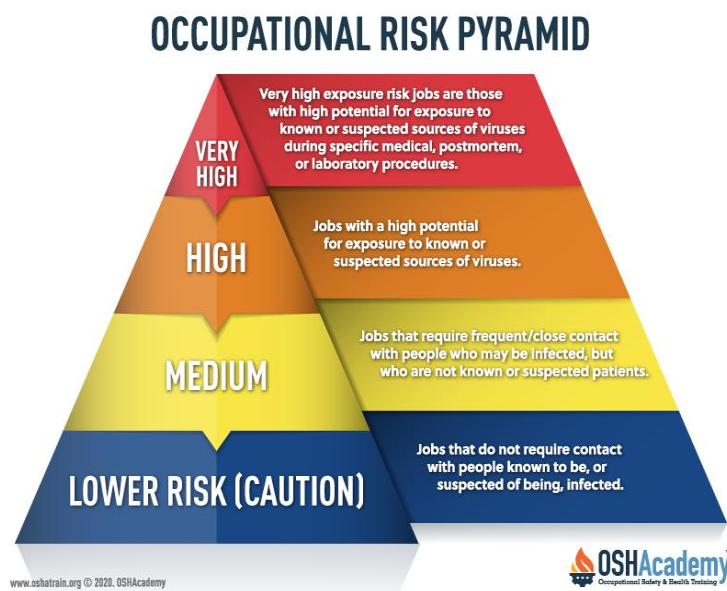 OCCUPATIONAL RISK PYRAMID
VERY
HIGH
Very high exposure risk jobs are those
with high potential for exposure to
known or suspected sources of viruses
during specific medical, postmortem,
or laboratory procedures.
HIGH
Jobs with a high potential
for exposure to known or
suspected sources of viruses.
MEDIUM
Jobs that require frequent/close contact
with people who may be infected, but
who are not known or suspected patients.
LOWER RISK (CAUTION)
Jobs that do not require contact
with people known to be, or
suspected of being, infected.
www.oshatrain.org © 2020. OSHAcademy
OSHAcademy
Occupational Safety & Health Training